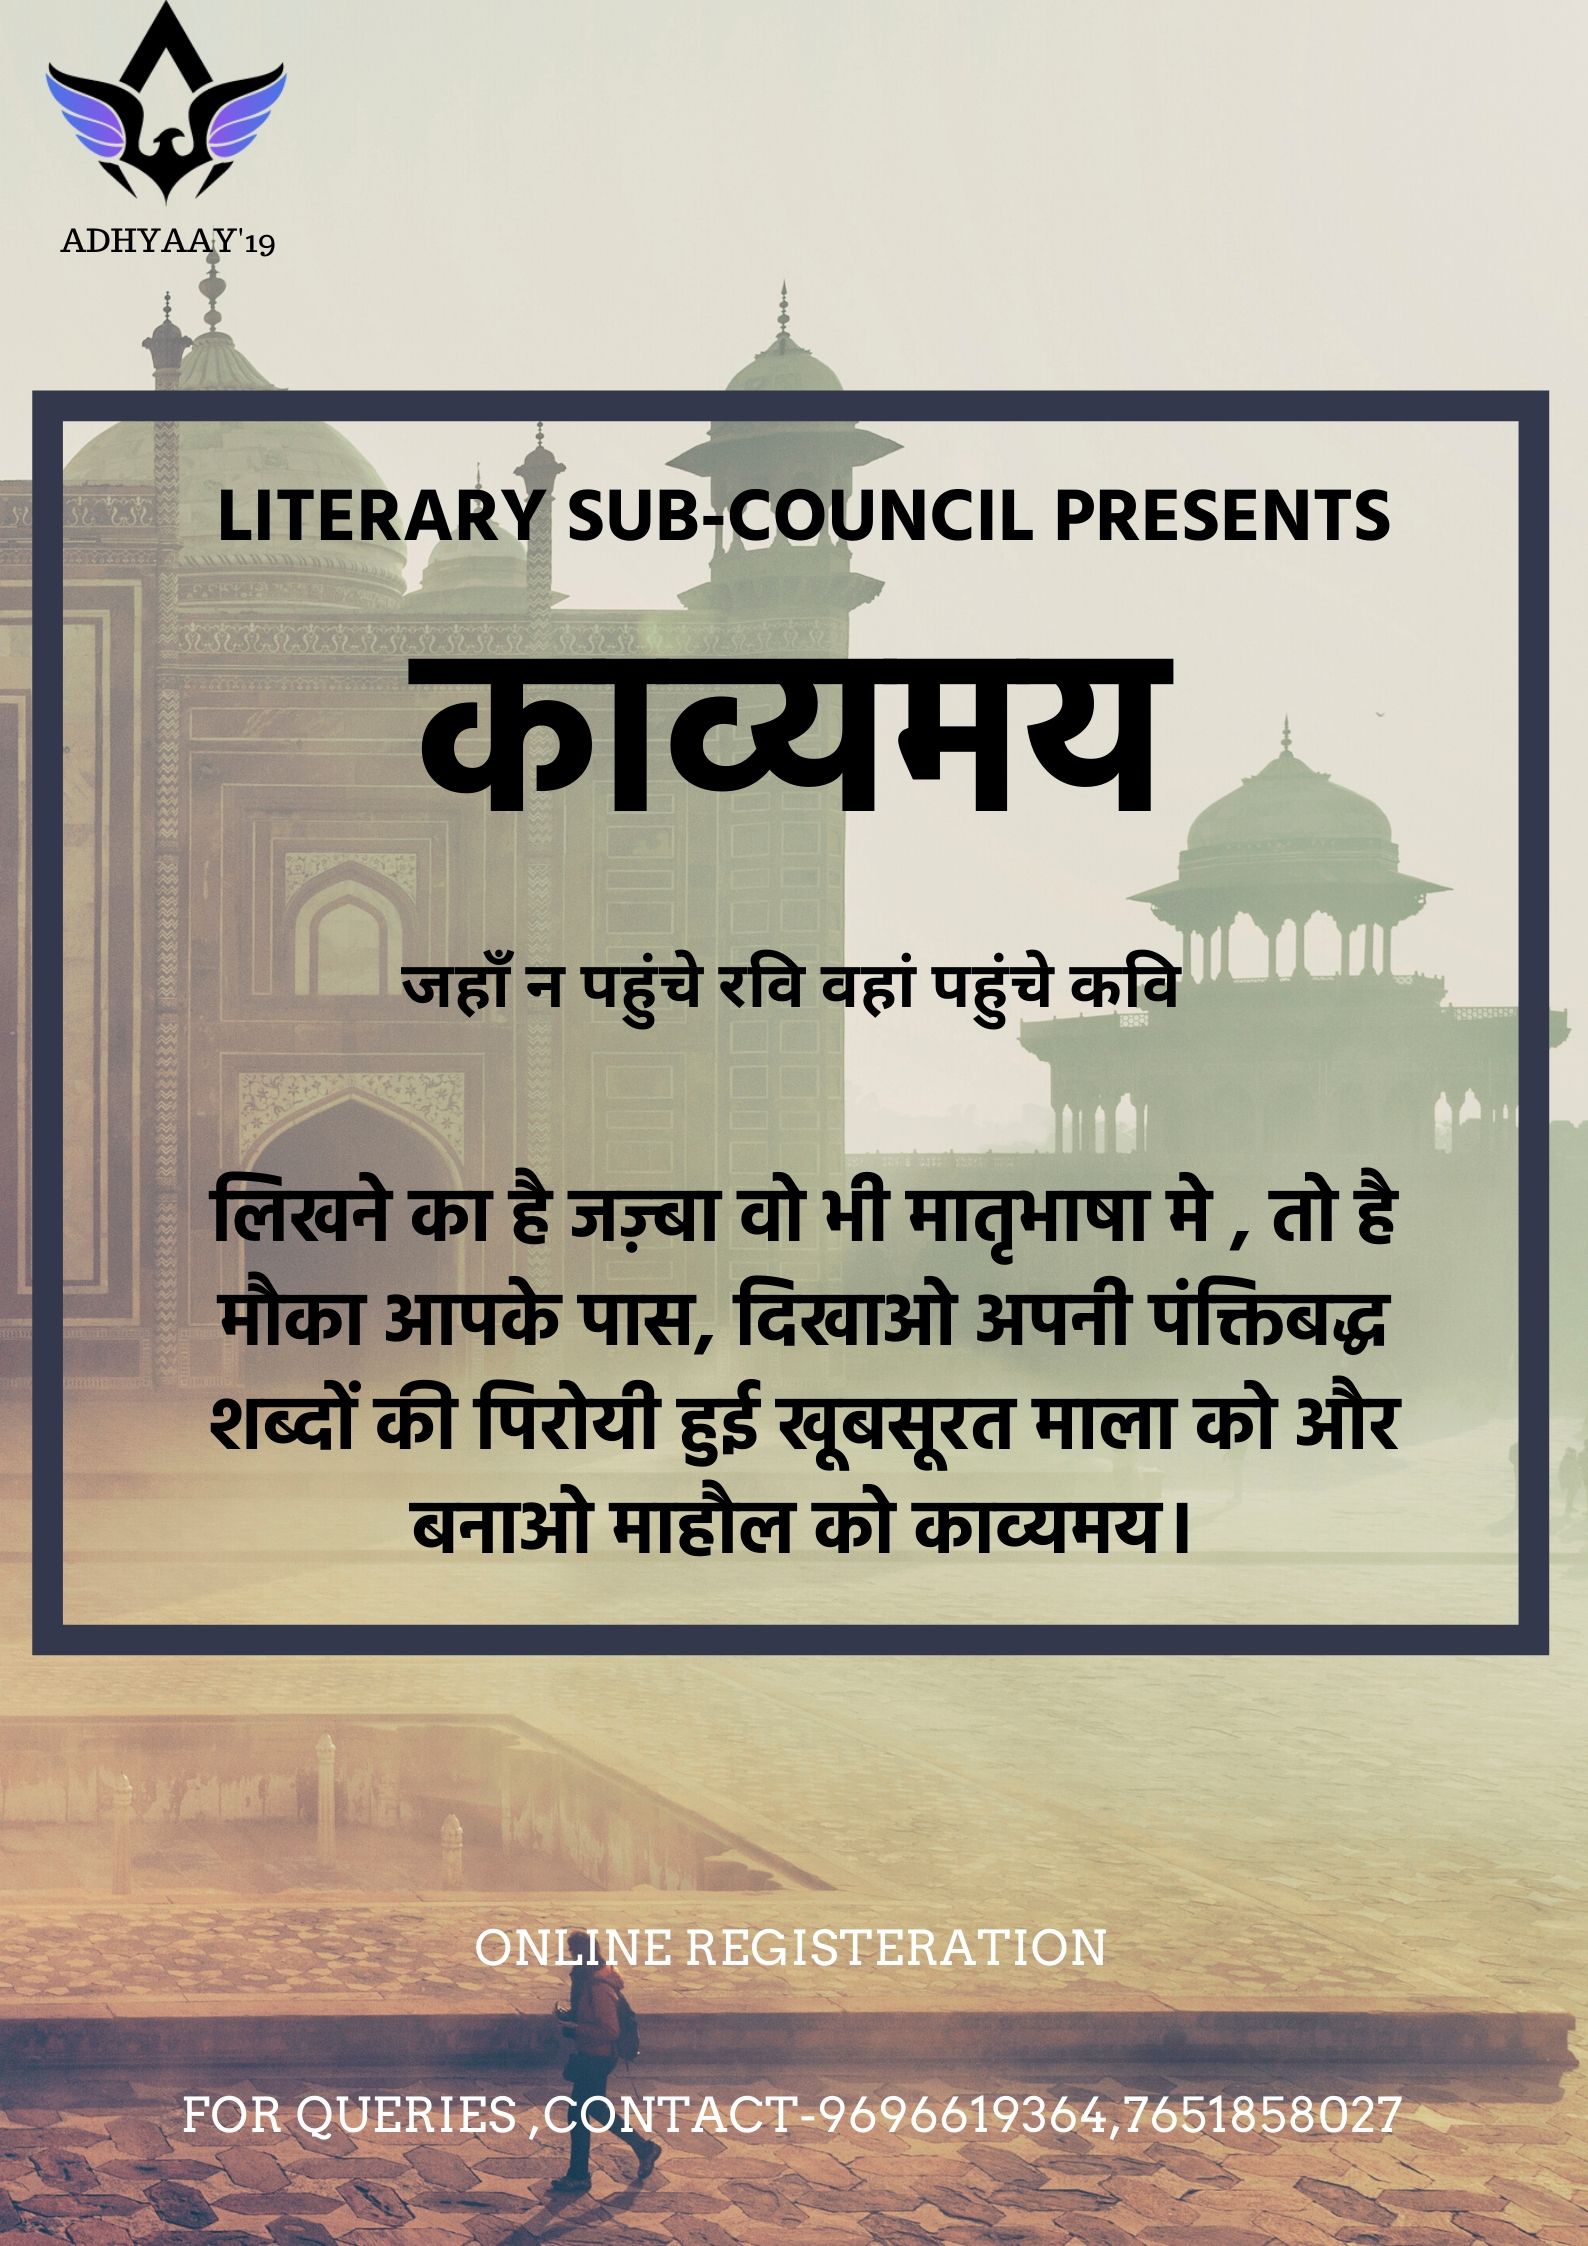 ADHYAAY'19
LITERARY SUB-COUNCIL PRESENTS
काव्यमय
जहाँ न पहुंचे रवि वहां पहुंचे कवि
लिखने का है जज़्बा वो भी मातृभाषा मे , तो है
मौका आपके पास, दिखाओ अपनी पंक्तिबद्ध
शब्दों की पिरोयी हुई खूबसूरत माला को और
बनाओ माहौल को काव्यमय।
ONLINE REGISTERATION
FOR QUERIES ,CONTACT-9696619364,7651858027